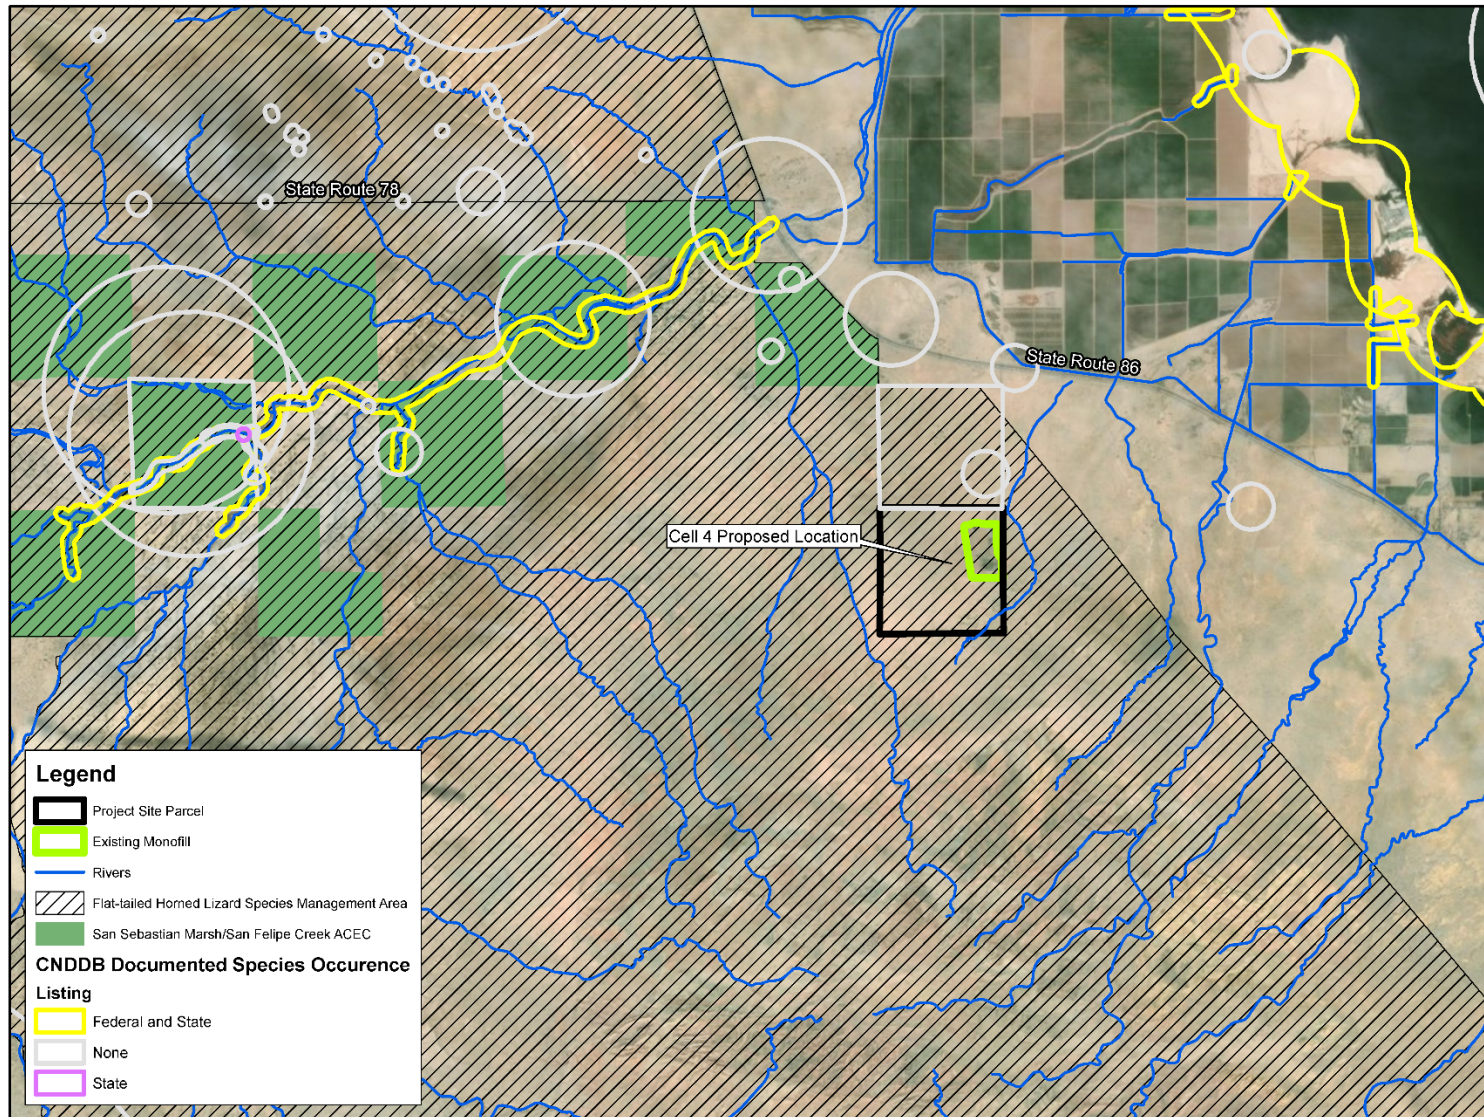 State Route 78
State Route 86
Cell 4 Proposed Location
Legend
Project Site Parcel
Existing Monofill
Rivers
Flat-tailed Horned Lizard Species Management Area
San Sebastian Marsh/San Felipe Creek ACEC
CNDDB Documented Species Occurence
Listing
Federal and State
None
State